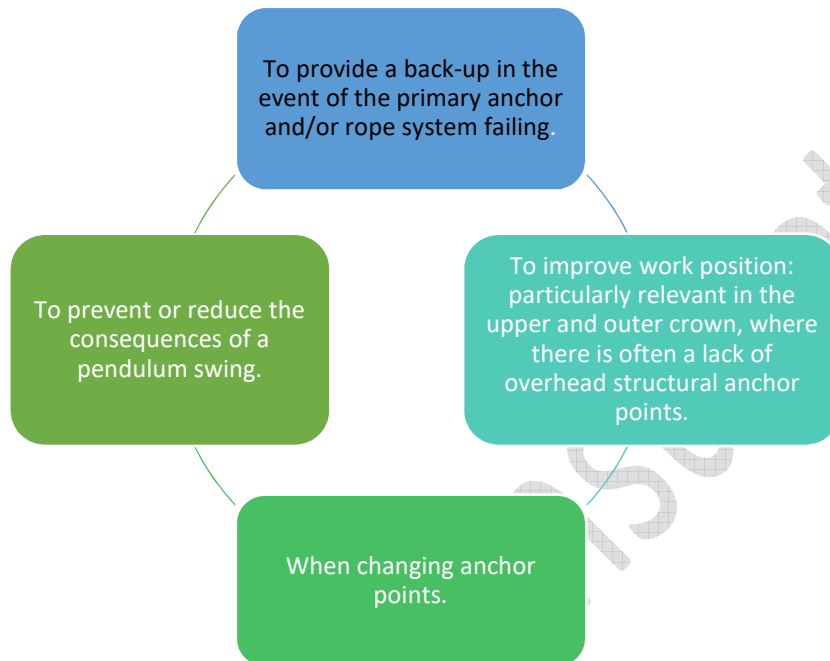 To provide a back-up in the
event of the primary anchor
and/or rope system failing.
To prevent or reduce the
consequences of a
pendulum swing.
To improve work position:
particularly relevant in the
upper and outer crown, where
there is often a lack of
overhead structural anchor
points.
When changing anchor
points.